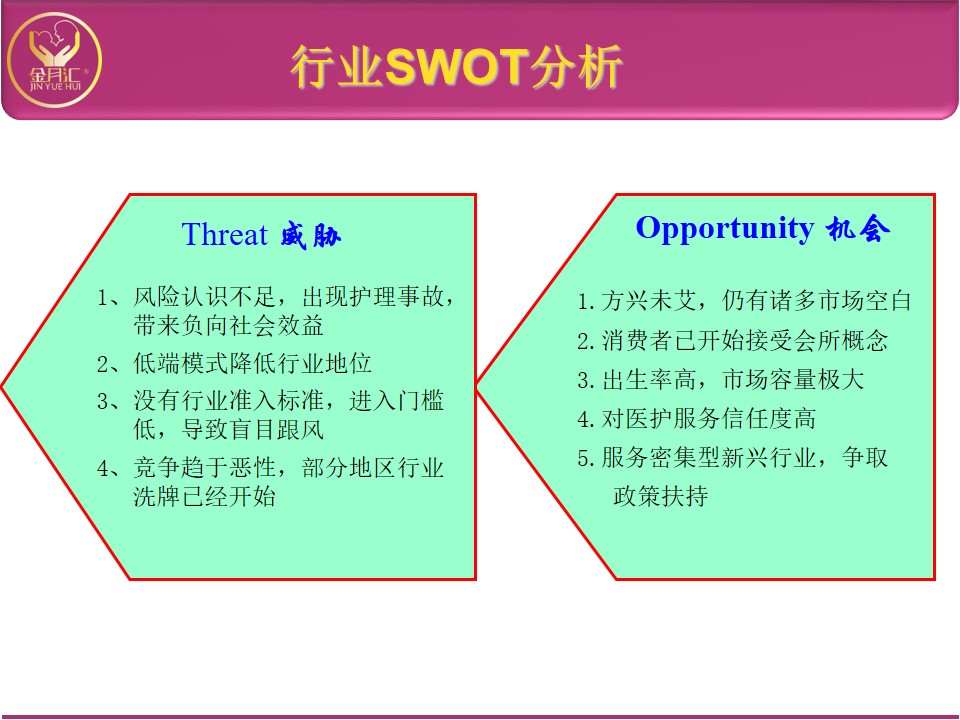 金月汇®
JIN YUE HUI
行业SWOT分析
Threat 威胁
1、风险认识不足，出现护理事故，
带来负向社会效益
2、低端模式降低行业地位
3、没有行业准入标准，进入门槛
低，导致盲目跟风
4、竞争趋于恶性，部分地区行业
洗牌已经开始
Opportunity 机会
1.方兴未艾，仍有诸多市场空白
2.消费者已开始接受会所概念
3.出生率高，市场容量极大
4.对医护服务信任度高
5.服务密集型新兴行业，争取
政策扶持